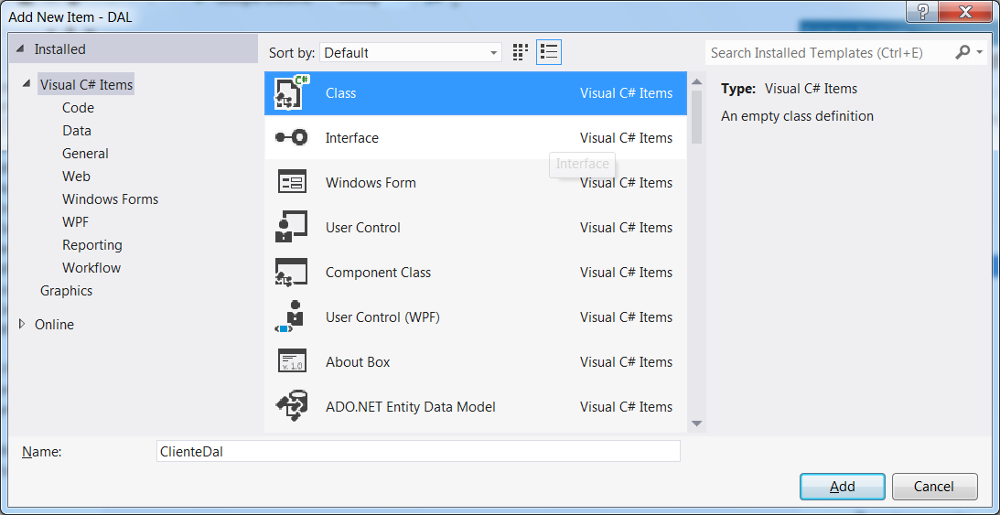 Add New Item - DAL
?
Installed
Sort by: Default
Search Installed Templates (Ctrl+E)
Visual C# Items
Code
Data
General
Web
Windows Forms
WPF
Reporting
Workflow
Graphics
Online
C#
Class Visual C# Items
Interface Visual C# Items
Interface
Windows Form Visual C# Items
User Control Visual C# Items
Component Class Visual C# Items
User Control (WPF) Visual C# Items
About Box Visual C# Items
v. 1.0
ADO.NET Entity Data Model Visual C# Items
Type: Visual C# Items
An empty class definition
Name: ClienteDal
Add Cancel